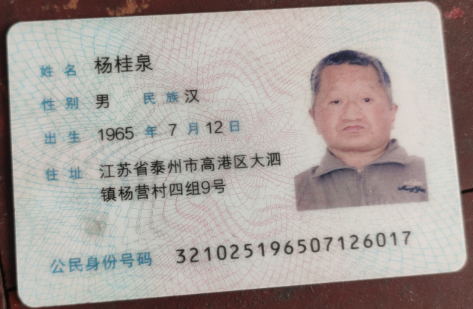 姓名 杨桂泉
性别 男 民族 汉
出生 1965 年 7 月 12 日
住址 江苏省泰州市高港区大泗
镇杨营村四组9号
公民身份号码 321025196507126017